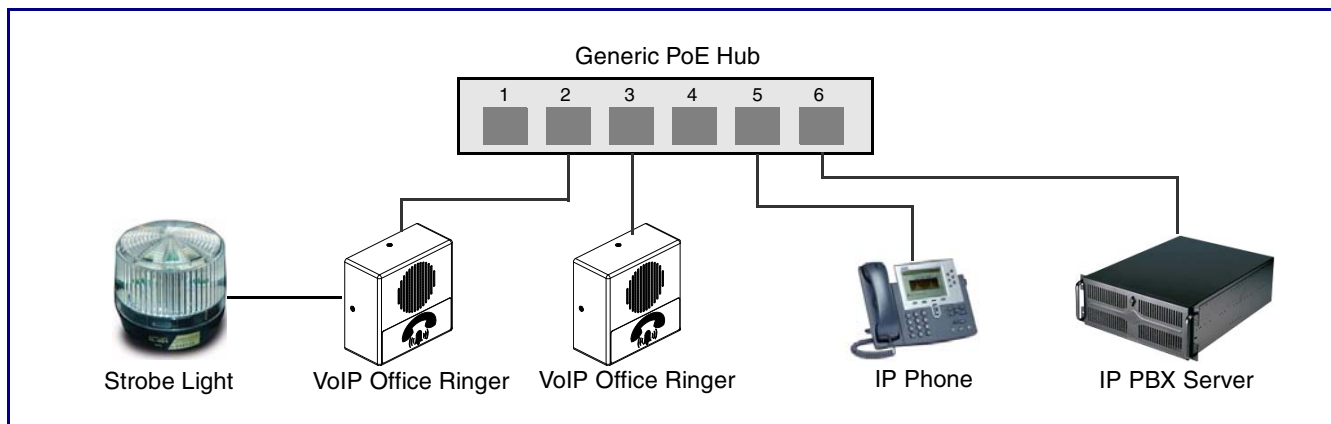 Generic PoE Hub
1 2 3 4 5 6
Strobe Light
VoIP Office Ringer
VoIP Office Ringer
IP Phone
IP PBX Server